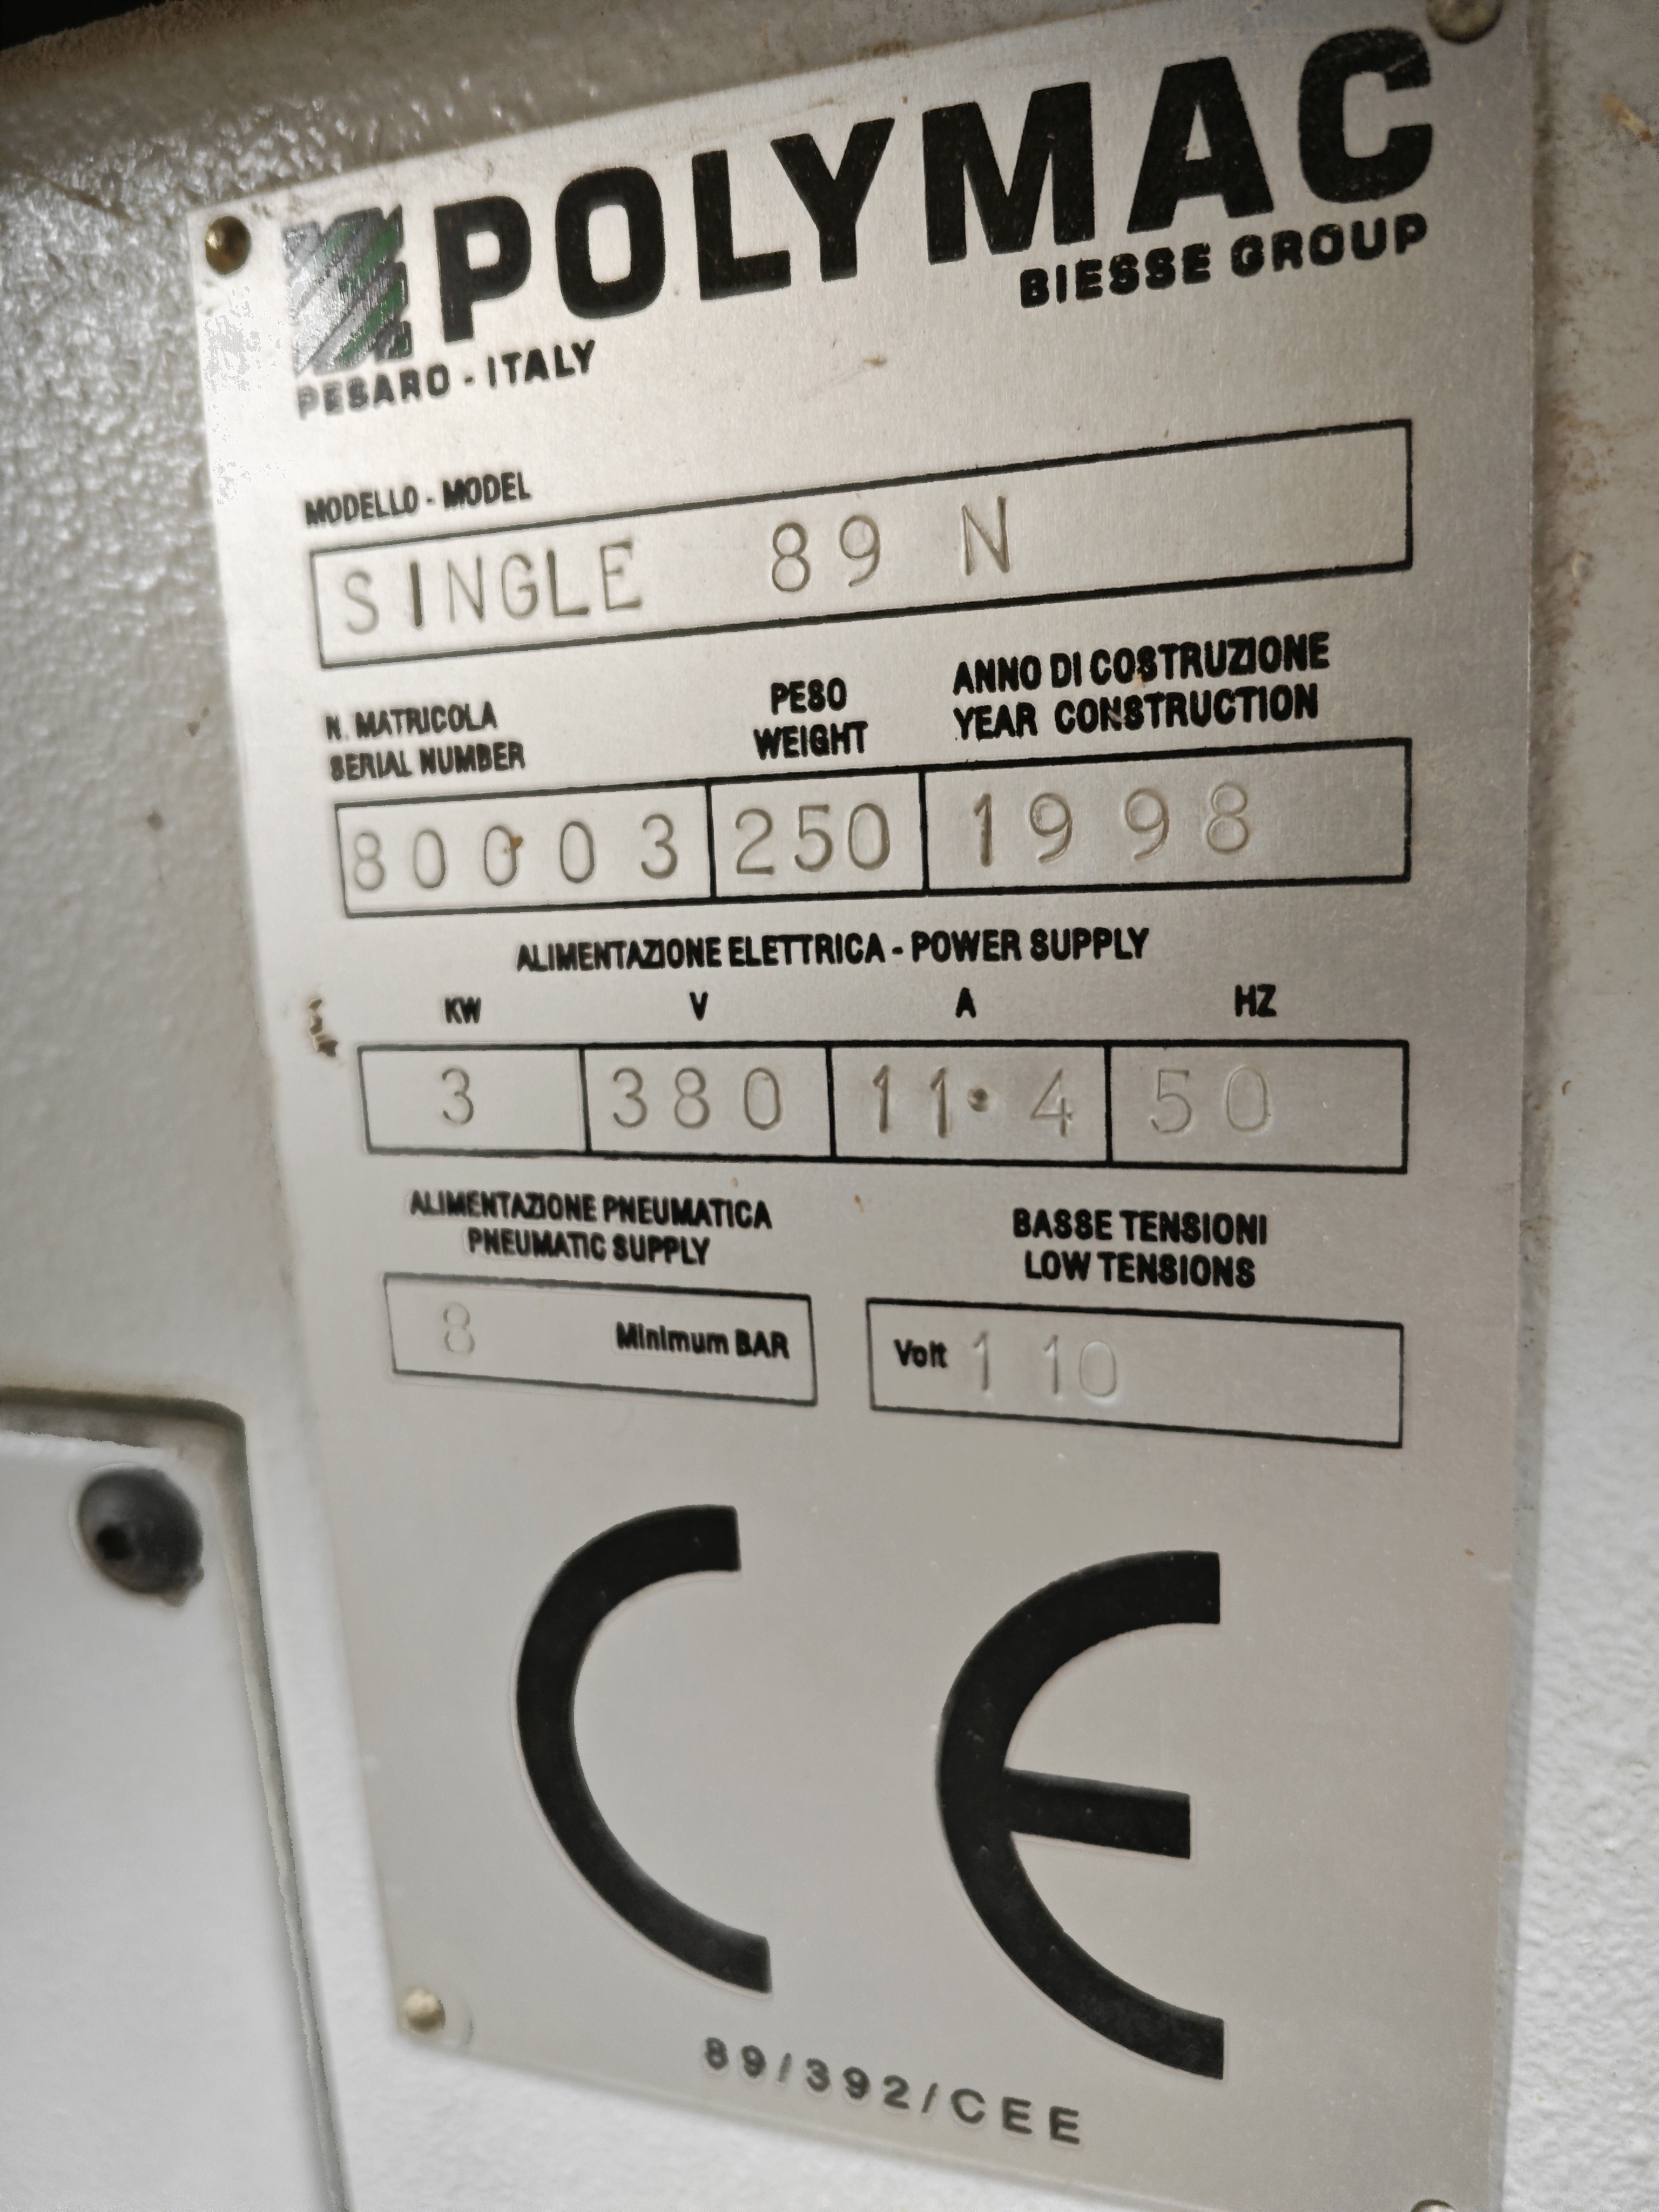 POLYMAC
BIESSE GROUP
PESARO - ITALY
MODELLO - MODEL
SINGLE 89 N
N. MATRICOLA
SERIAL NUMBER
PESO
WEIGHT
ANNO DI COSTRUZIONE
YEAR CONSTRUCTION
80003 250 1998
ALIMENTAZIONE ELETTRICA - POWER SUPPLY
KW V A HZ
3 380 11.4 50
ALIMENTAZIONE PNEUMATICA
PNEUMATIC SUPPLY
BASSE TENSIONI
LOW TENSIONS
8 Minimum BAR
Volt 110
CE
89/392/CEE